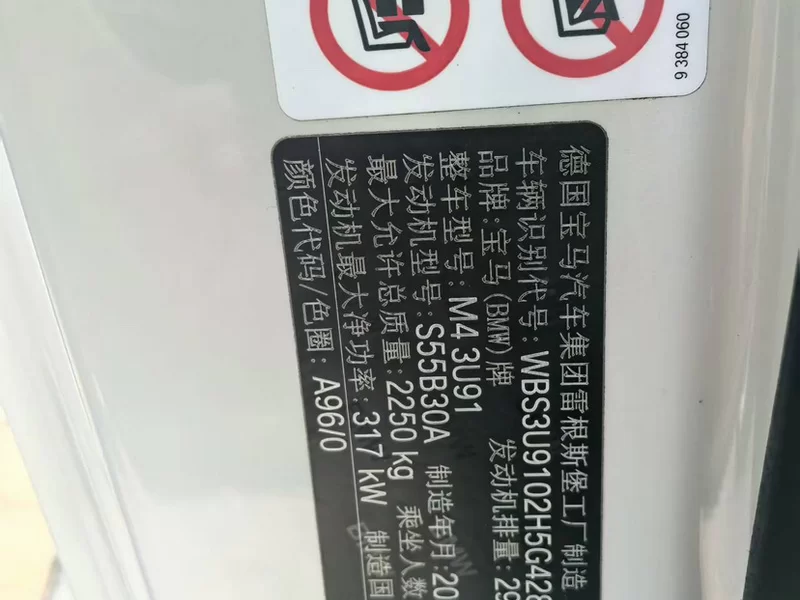 9 384 060
德国宝马汽车集团雷根斯堡工厂 制造
车辆识别代号: WBS3U9102H5G428
品牌:宝马(BMW)牌 发动机排量:29
整车型号: M4 3U91
发动机型号: S55B30A 制造年月:20
最大允许总质量: 2250 kg 乘坐人数
发动机最大净功率: 317 kW 制造国
颜色代码/色圈: A96/0